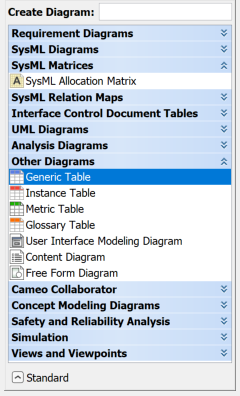 Create Diagram:
Requirement Diagrams
SysML Diagrams
SysML Matrices
A SysML Allocation Matrix
SysML Relation Maps
Interface Control Document Tables
UML Diagrams
Analysis Diagrams
Other Diagrams
Generic Table
Instance Table
Metric Table
Glossary Table
User Interface Modeling Diagram
Content Diagram
Free Form Diagram
Cameo Collaborator
Concept Modeling Diagrams
Safety and Reliability Analysis
Simulation
Views and Viewpoints
Standard